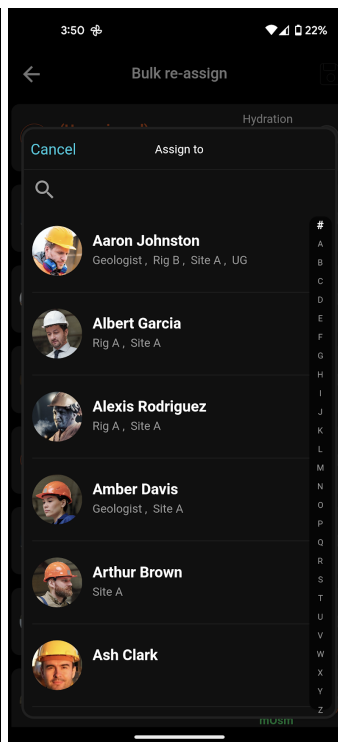 3:50 22%
Bulk re-assign
Hydration
Cancel Assign to
#
Aaron Johnston
Geologist , Rig B , Site A , UG
Albert Garcia
Rig A , Site A
Alexis Rodriguez
Rig A , Site A
Amber Davis
Geologist , Site A
Arthur Brown
Site A
Ash Clark
A
B
C
D
E
F
G
H
I
J
K
L
M
N
O
P
Q
R
S
T
U
V
W
X
Y
Z
mOsm